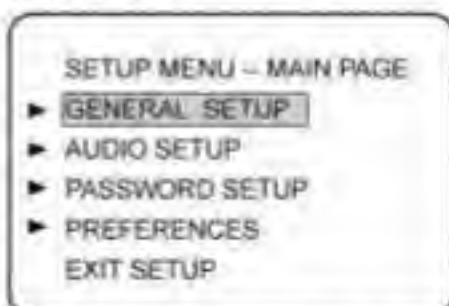 SETUP MENU – MAIN PAGE
GENERAL SETUP
AUDIO SETUP
PASSWORD SETUP
PREFERENCES
EXIT SETUP